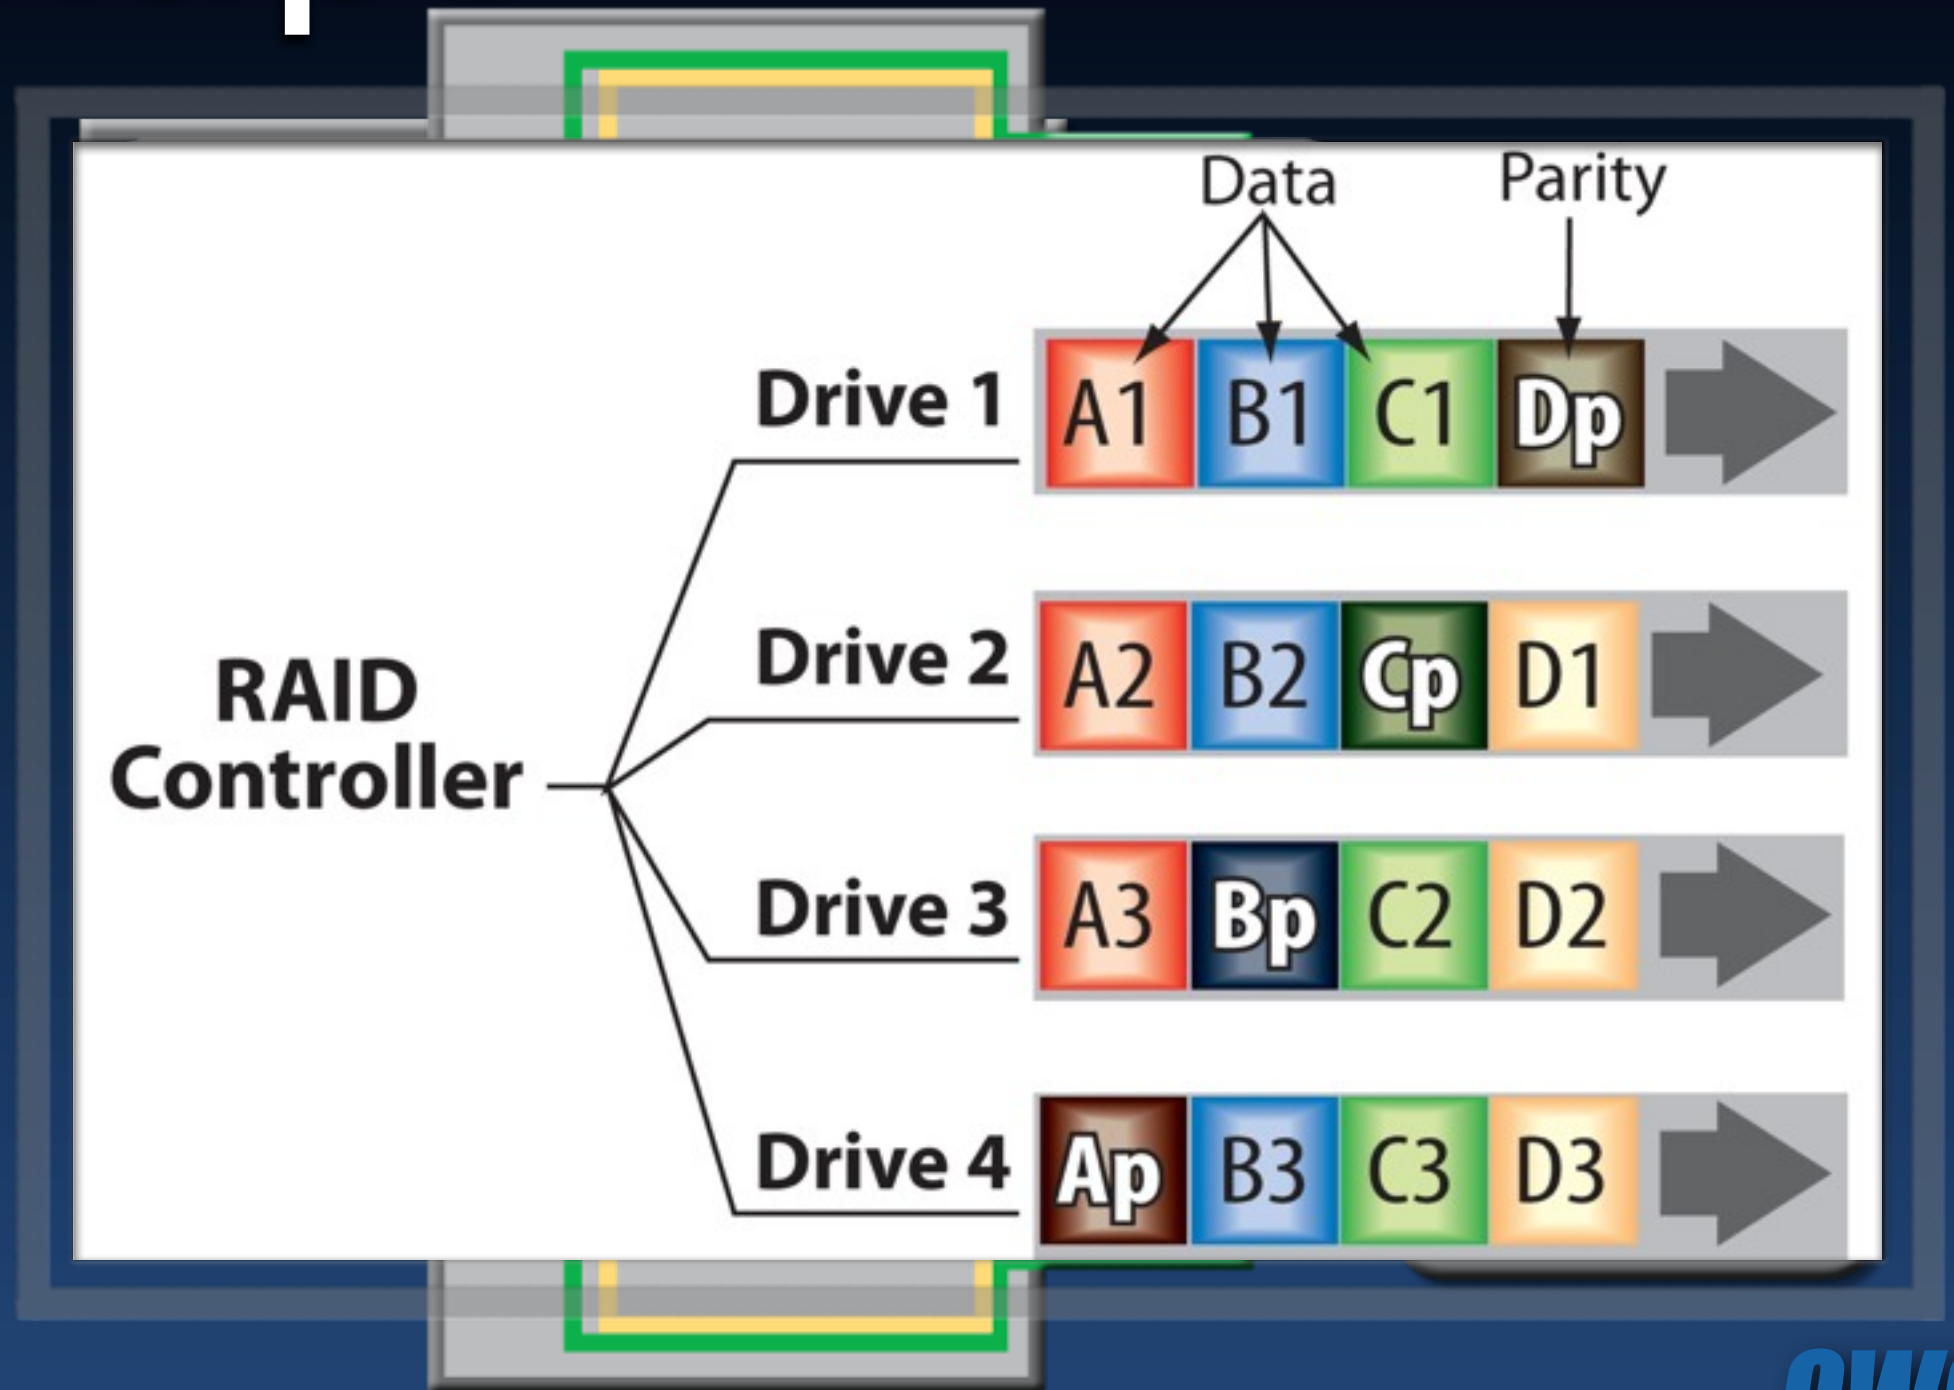 Data Parity
Drive 1 A1 B1 C1 Dp
Drive 2 A2 B2 Cp D1
RAID
Controller
Drive 3 A3 Bp C2 D2
Drive 4 Ap B3 C3 D3